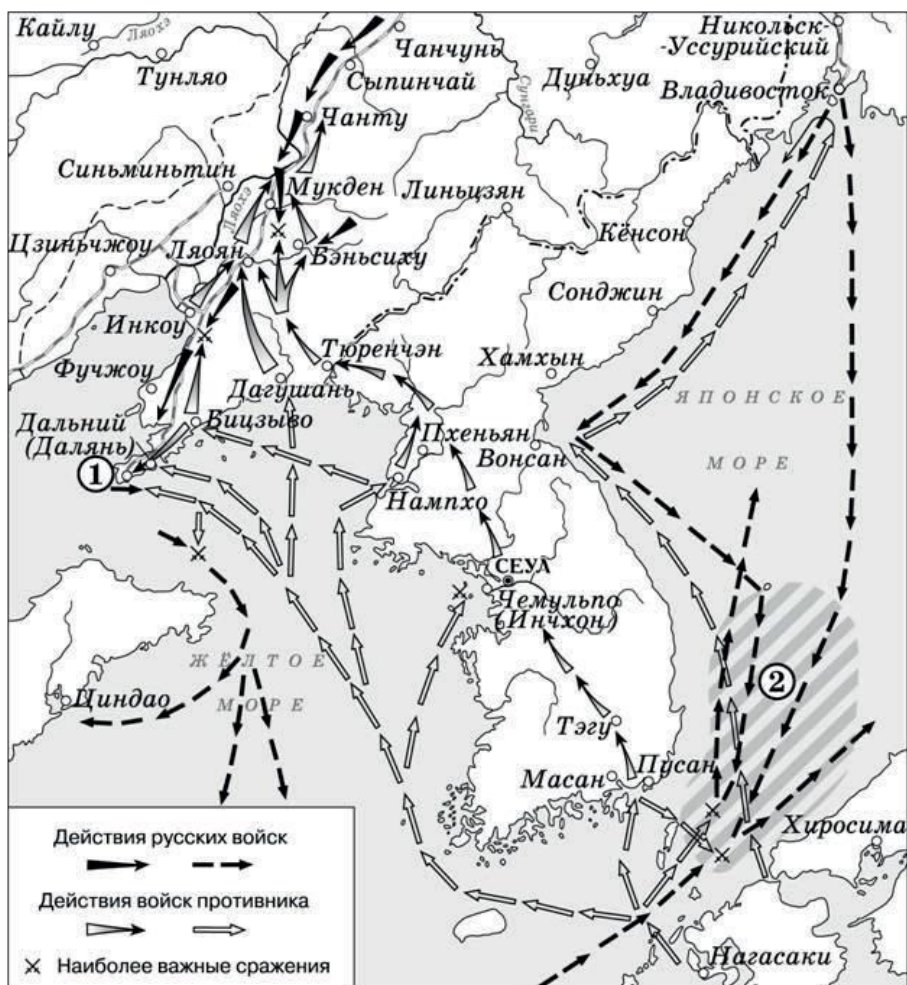 Кайлу
Ляохэ
Тунляо
Чанчунь
Сыпинчай
Чанту
Сунгари
Дуньхуа
Никольск-
-Уссурийский
Владивосток
Синьминьтин
Ляохэ
Мукден
Линьцзян
Кёнсон
Цзиньчжоу
Ляоян
Бэньсиху
Сонджин
Инкоу
Тюренчэн
Хамхын
Фучжоу
Дагушань
ЯПОНСКОЕ
МОРЕ
Дальний
(Далянь)
Бицзыво
Пхеньян
Вонсан
1
Нампхо
СЕУЛ
Чемульпо
(Инчхон)
ЖЁЛТОЕ
МОРЕ
2
Циндао
Тэгу
Масан
Пусан
Хиросима
Нагасаки
Действия русских войск
Действия войск противника
Наиболее важные сражения